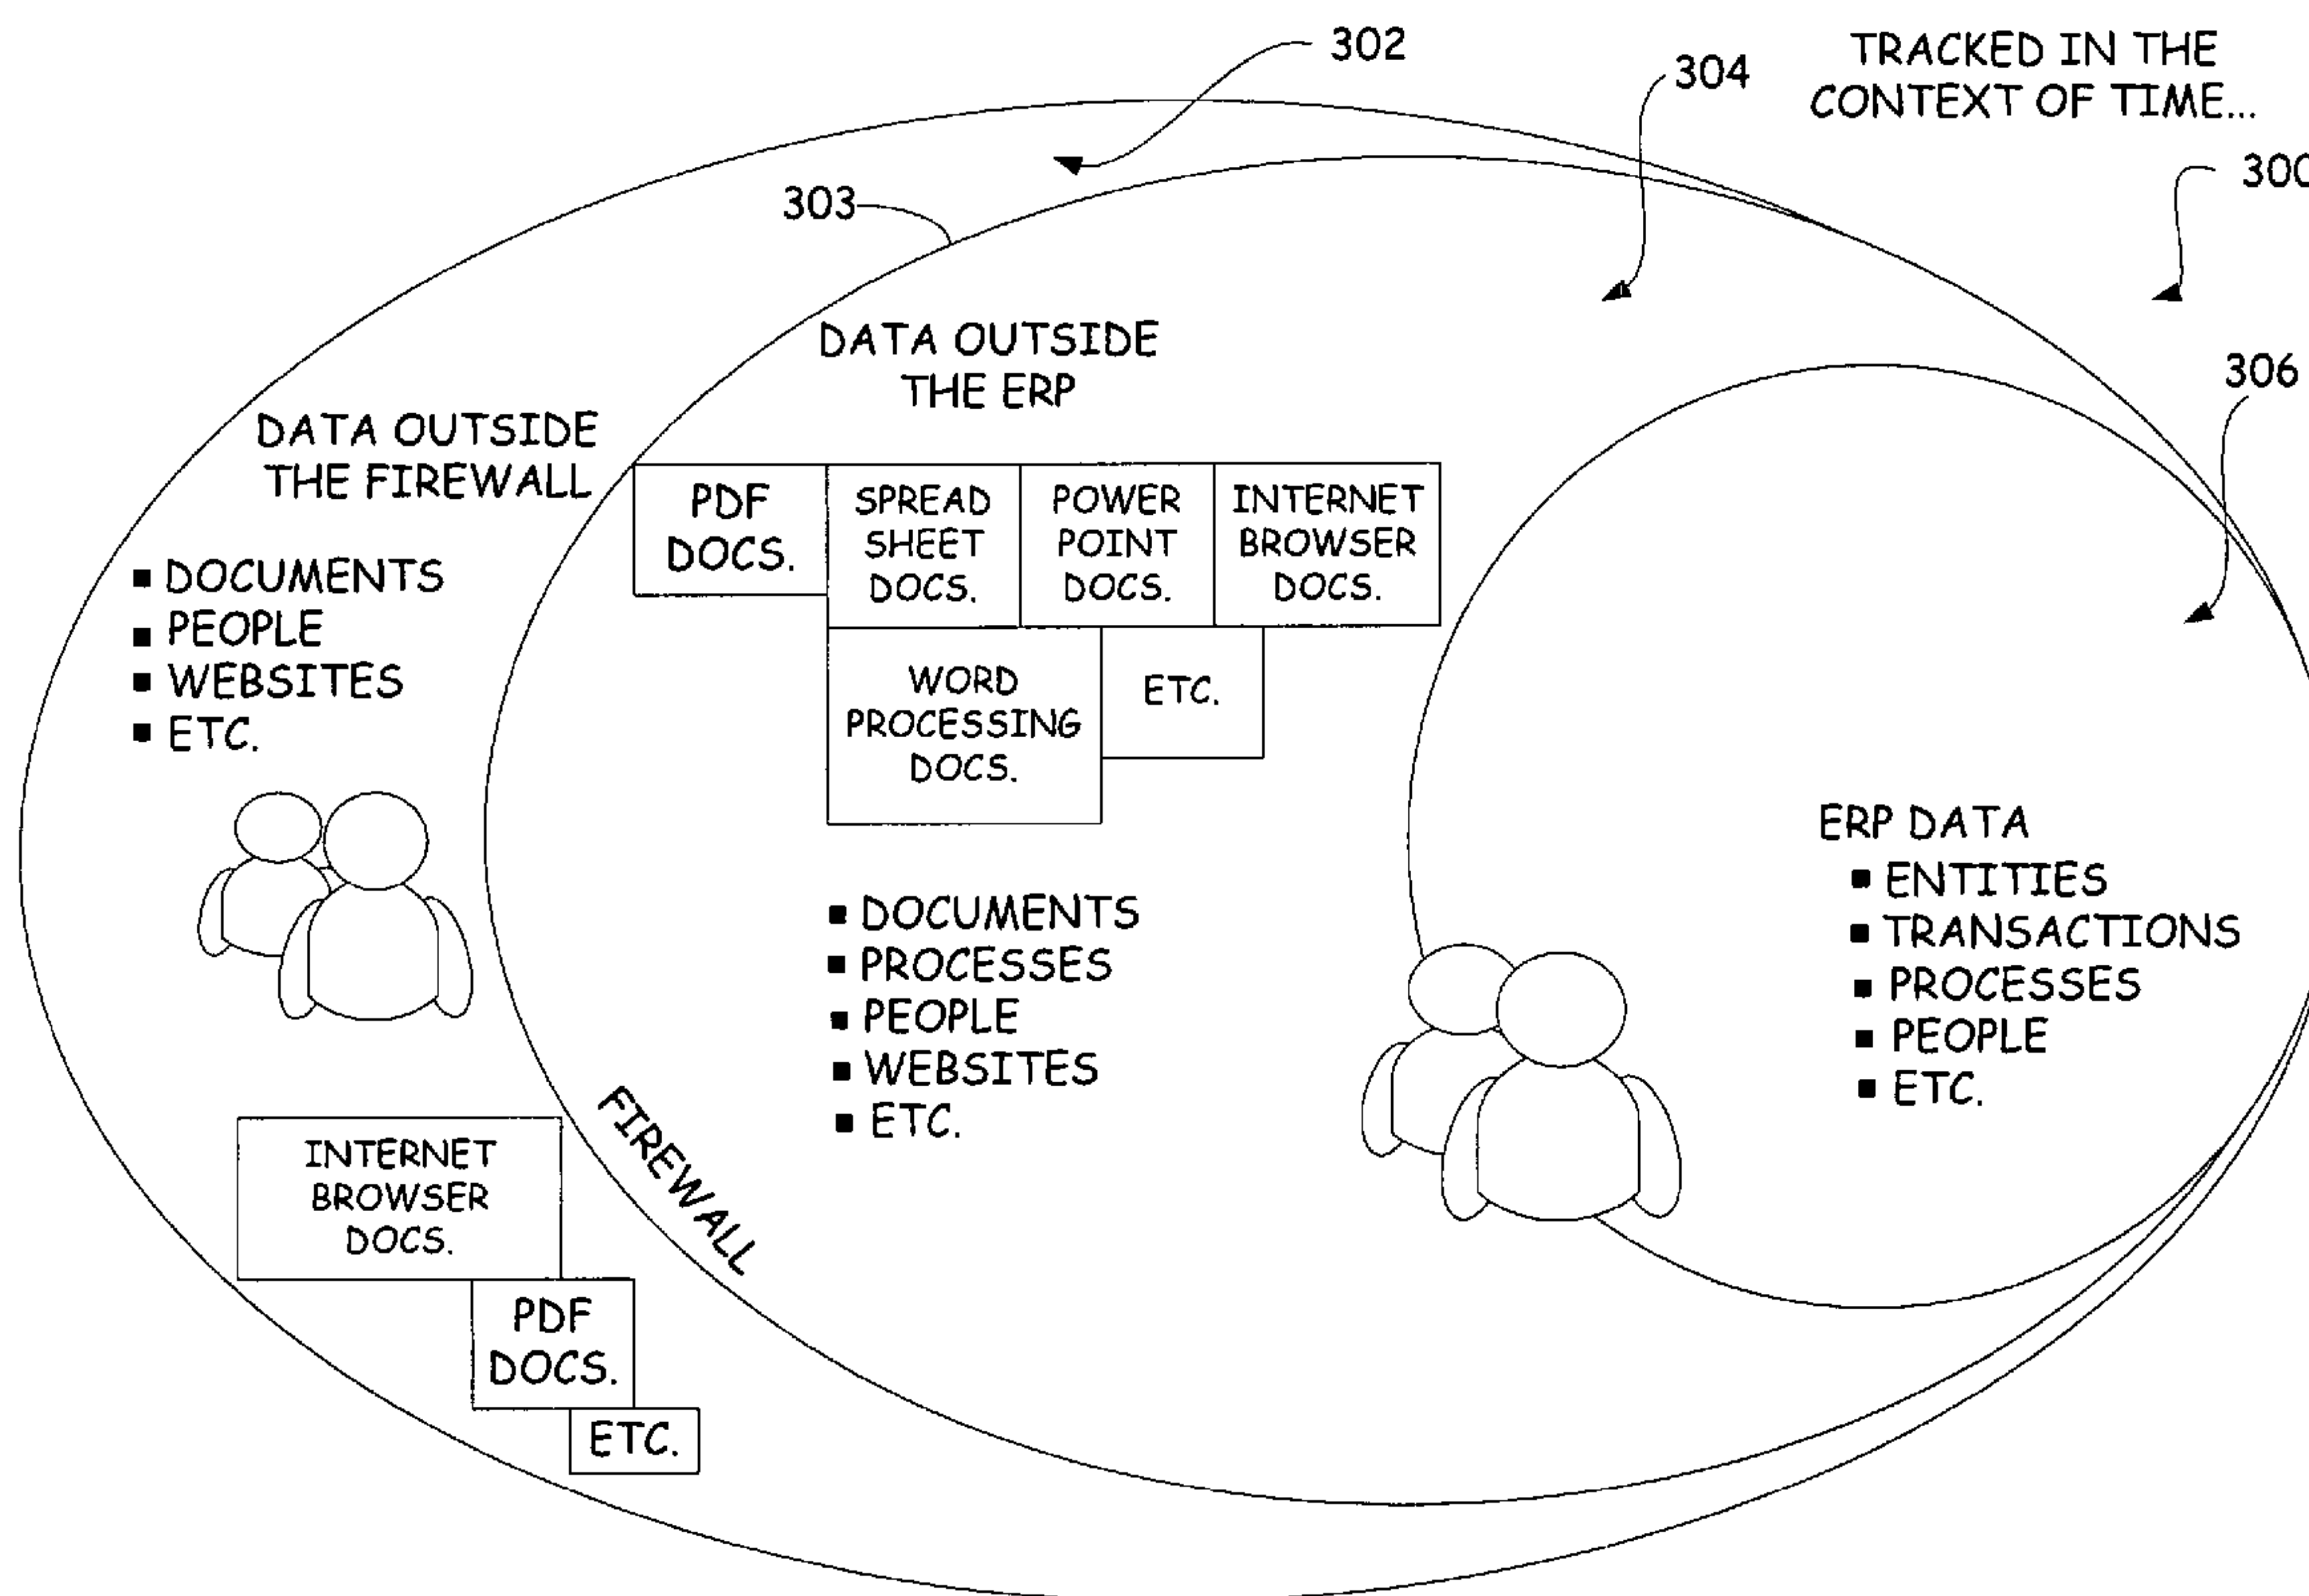 302
304
TRACKED IN THE
CONTEXT OF TIME...
300
303
306
DATA OUTSIDE
THE ERP
DATA OUTSIDE
THE FIREWALL
PDF
DOCS.
SPREAD
SHEET
DOCS.
POWER
POINT
DOCS.
INTERNET
BROWSER
DOCS.
WORD
PROCESSING
DOCS.
ETC.
▪ DOCUMENTS
▪ PEOPLE
▪ WEBSITES
▪ ETC.
▪ DOCUMENTS
▪ PROCESSES
▪ PEOPLE
▪ WEBSITES
▪ ETC.
ERP DATA
▪ ENTITIES
▪ TRANSACTIONS
▪ PROCESSES
▪ PEOPLE
▪ ETC.
FIREWALL
INTERNET
BROWSER
DOCS.
PDF
DOCS.
ETC.